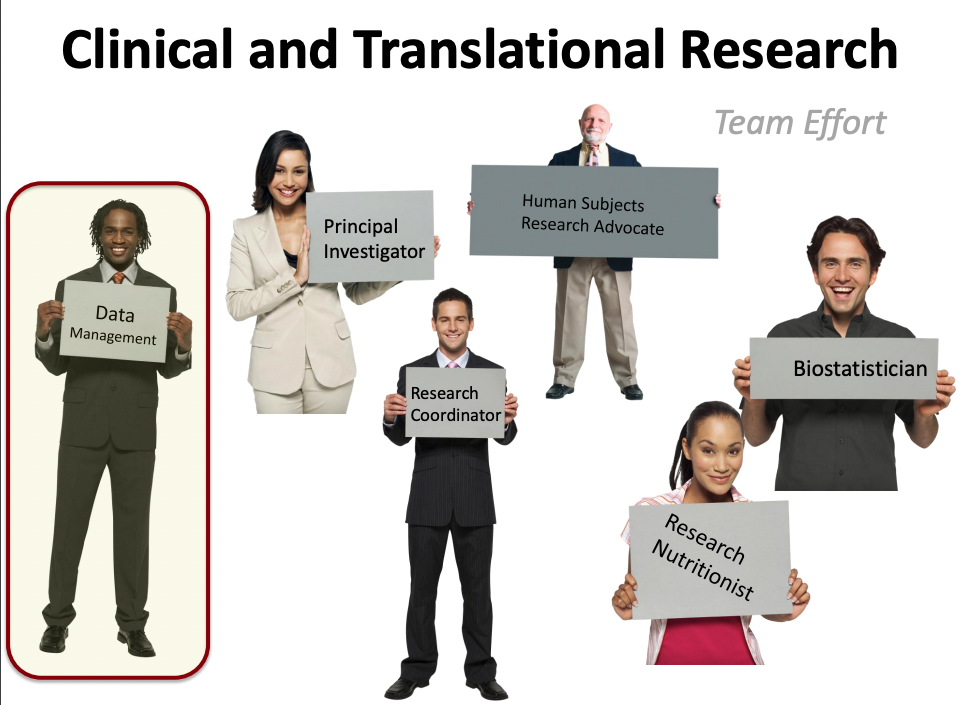 Clinical and Translational Research
Team Effort
Human Subjects
Research Advocate
Principal
Investigator
Data
Management
Biostatistician
Research
Coordinator
Research
Nutritionist